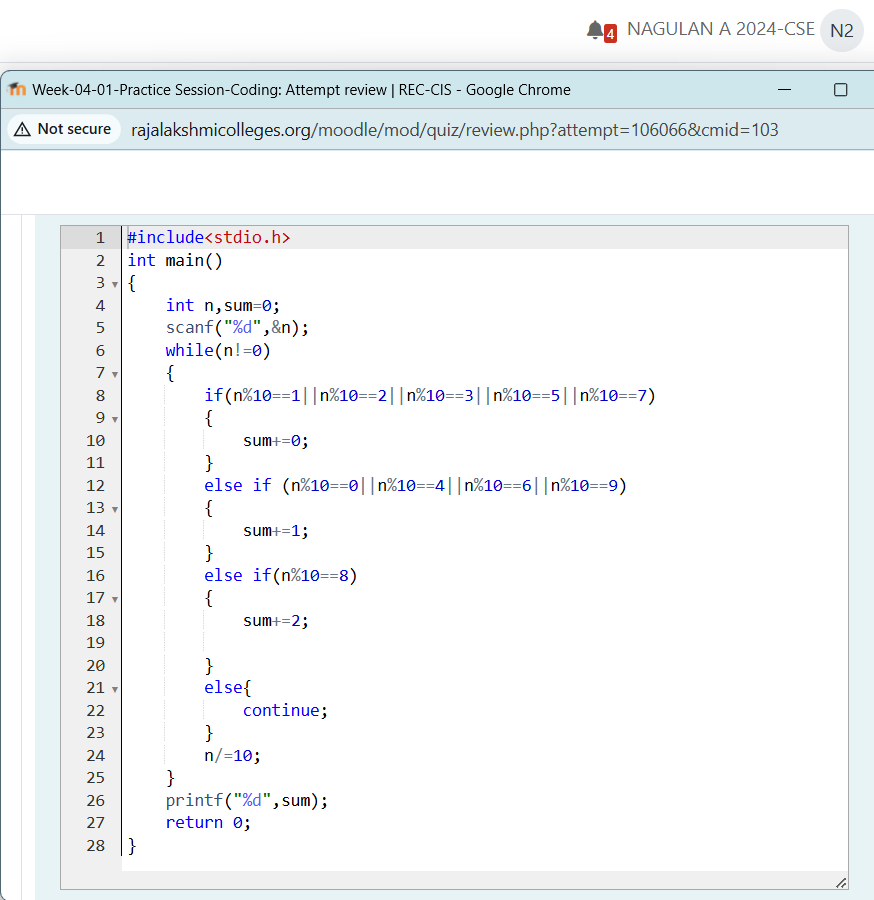 4 NAGULAN A 2024-CSE N2
Week-04-01-Practice Session-Coding: Attempt review | REC-CIS - Google Chrome
Not secure rajalakshmicolleges.org/moodle/mod/quiz/review.php?attempt=106066&cmid=103
1 #include<stdio.h>
2 int main()
3 {
4     int n,sum=0;
5     scanf("%d",&n);
6     while(n!=0)
7     {
8         if(n%10==1||n%10==2||n%10==3||n%10==5||n%10==7)
9         {
10             sum+=0;
11         }
12         else if (n%10==0||n%10==4||n%10==6||n%10==9)
13         {
14             sum+=1;
15         }
16         else if(n%10==8)
17         {
18             sum+=2;
19
20         }
21         else{
22             continue;
23         }
24         n/=10;
25     }
26     printf("%d",sum);
27     return 0;
28 }